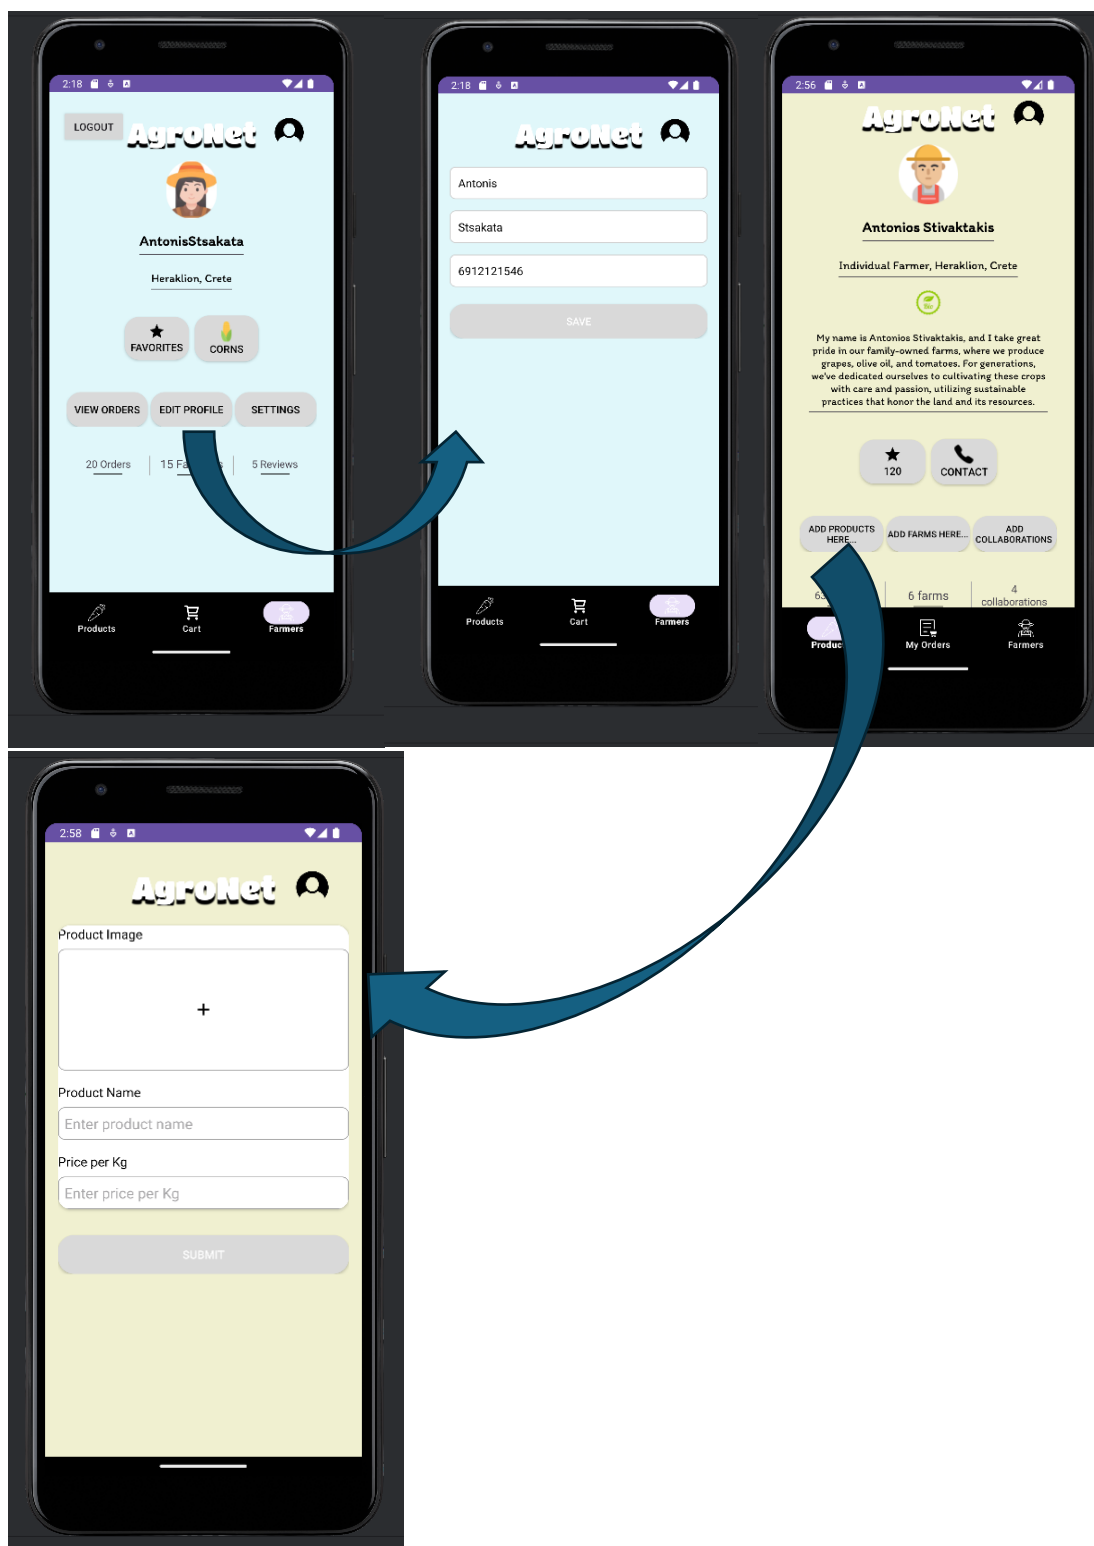 2:18
LOGOUT
AgroNet
AntonisStsakata
Heraklion, Crete
FAVORITES
CORNS
VIEW ORDERS
EDIT PROFILE
SETTINGS
20 Orders
15
5 Reviews
Products
Cart
Farmers
2:18
AgroNet
Antonis
Stsakata
6912121546
SAVE
Products
Cart
Farmers
2:56
AgroNet
Antonios Stivaktakis
Individual Farmer, Heraklion, Crete
Bio
My name is Antonios Stivaktakis, and I take great
pride in our family-owned farms, where we produce
grapes, olive oil, and tomatoes. For generations,
we've dedicated ourselves to cultivating these crops
with care and passion, utilizing sustainable
practices that honor the land and its resources.
120
CONTACT
ADD PRODUCTS
HERE...
ADD FARMS HERE...
ADD
COLLABORATIONS
6 farms
4
collaborations
My Orders
Farmers
2:58
AgroNet
Product Image
+
Product Name
Enter product name
Price per Kg
Enter price per Kg
SUBMIT